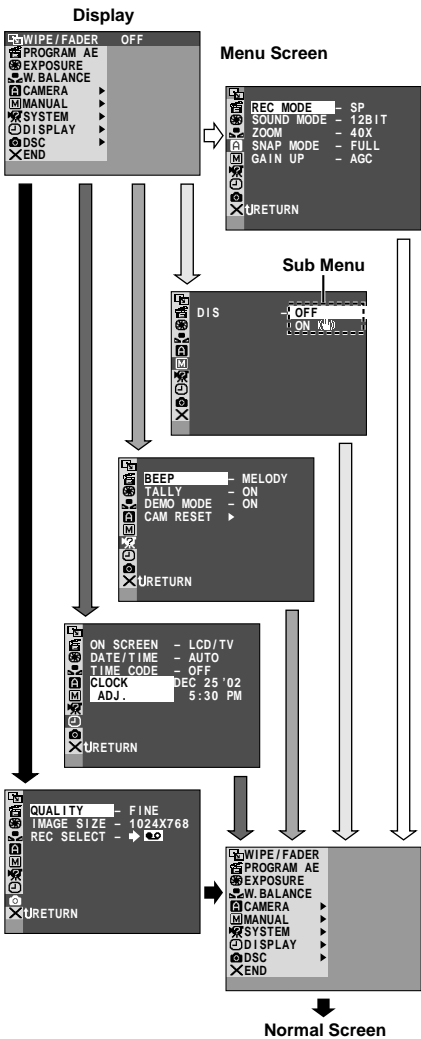 Display
WIPE/FADER OFF
PROGRAM AE
EXPOSURE
W. BALANCE
CAMERA
MANUAL
SYSTEM
DISPLAY
DSC
END
Menu Screen
REC MODE – SP
SOUND MODE – 12BIT
ZOOM – 40X
SNAP MODE – FULL
GAIN UP – AGC
RETURN
Sub Menu
DIS – OFF
ON
BEEP – MELODY
TALLY – ON
DEMO MODE – ON
CAM RESET
RETURN
ON SCREEN – LCD/TV
DATE/TIME – AUTO
TIME CODE – OFF
CLOCK DEC 25 '02
ADJ. 5:30 PM
RETURN
QUALITY – FINE
IMAGE SIZE – 1024X768
REC SELECT –
RETURN
WIPE/FADER
PROGRAM AE
EXPOSURE
W. BALANCE
CAMERA
MANUAL
SYSTEM
DISPLAY
DSC
END
Normal Screen